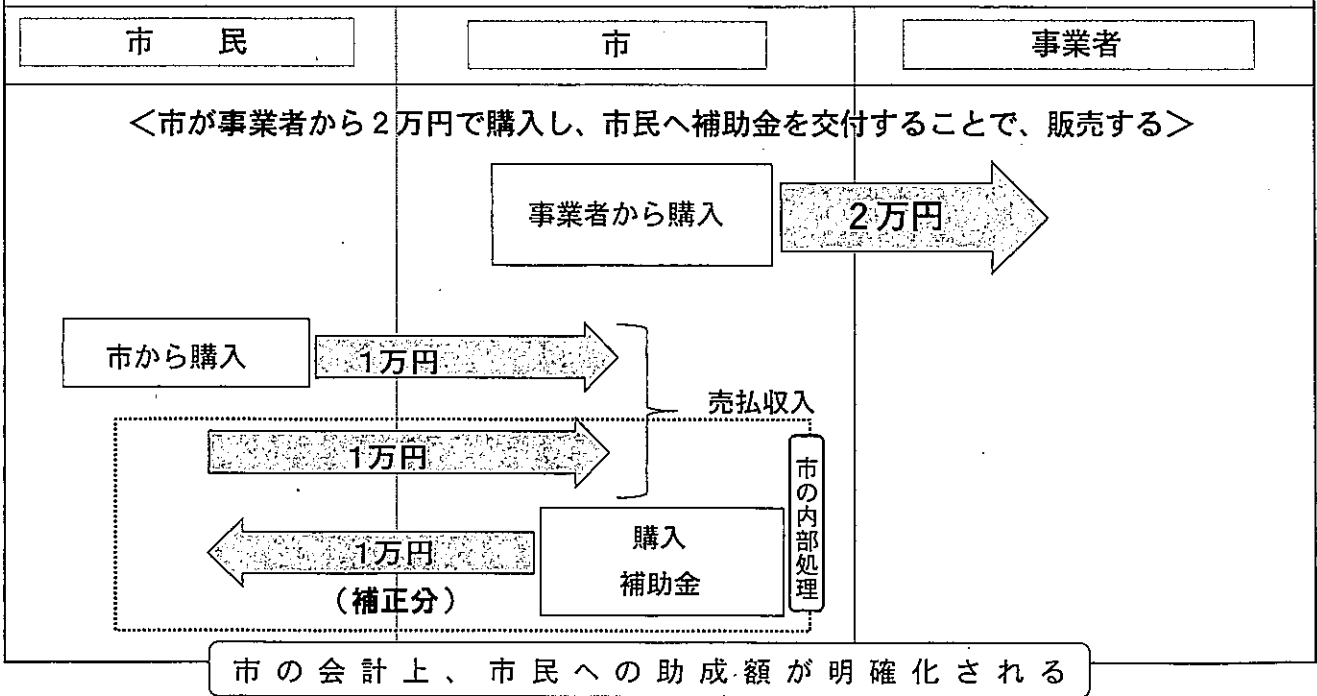 市 民
市
事業者
＜市が事業者から２万円で購入し、市民へ補助金を交付することで、販売する＞
事業者から購入
２万円
市から購入
１万円
売払収入
１万円
市の内部処理
１万円
購入
補助金
（補正分）
市の会計上、市民への助成額が明確化される